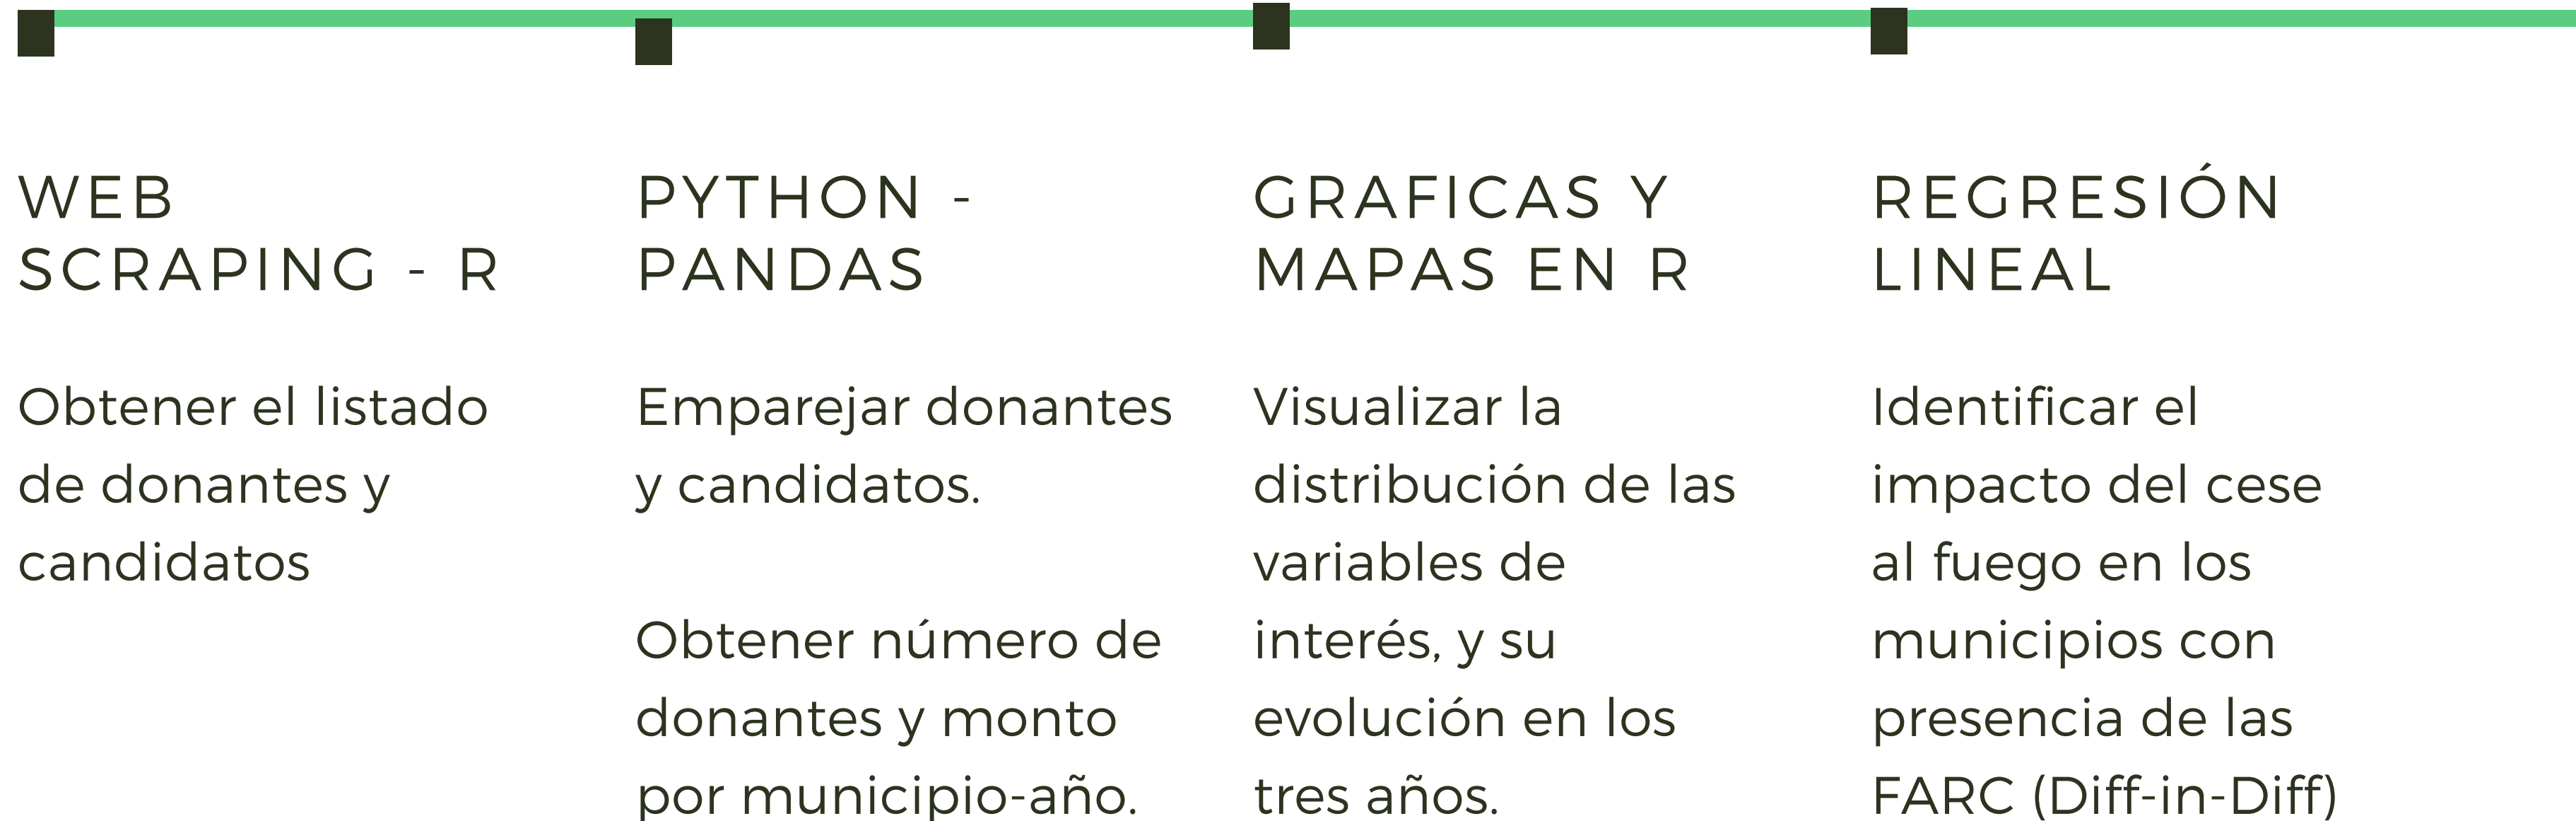 WEB
SCRAPING - R
Obtener el listado
de donantes y
candidatos
PYTHON -
PANDAS
Emparejar donantes
y candidatos.
Obtener número de
donantes y monto
por municipio-año.
GRAFICAS Y
MAPAS EN R
Visualizar la
distribución de las
variables de
interés, y su
evolución en los
tres años.
REGRESIÓN
LINEAL
Identificar el
impacto del cese
al fuego en los
municipios con
presencia de las
FARC (Diff-in-Diff)